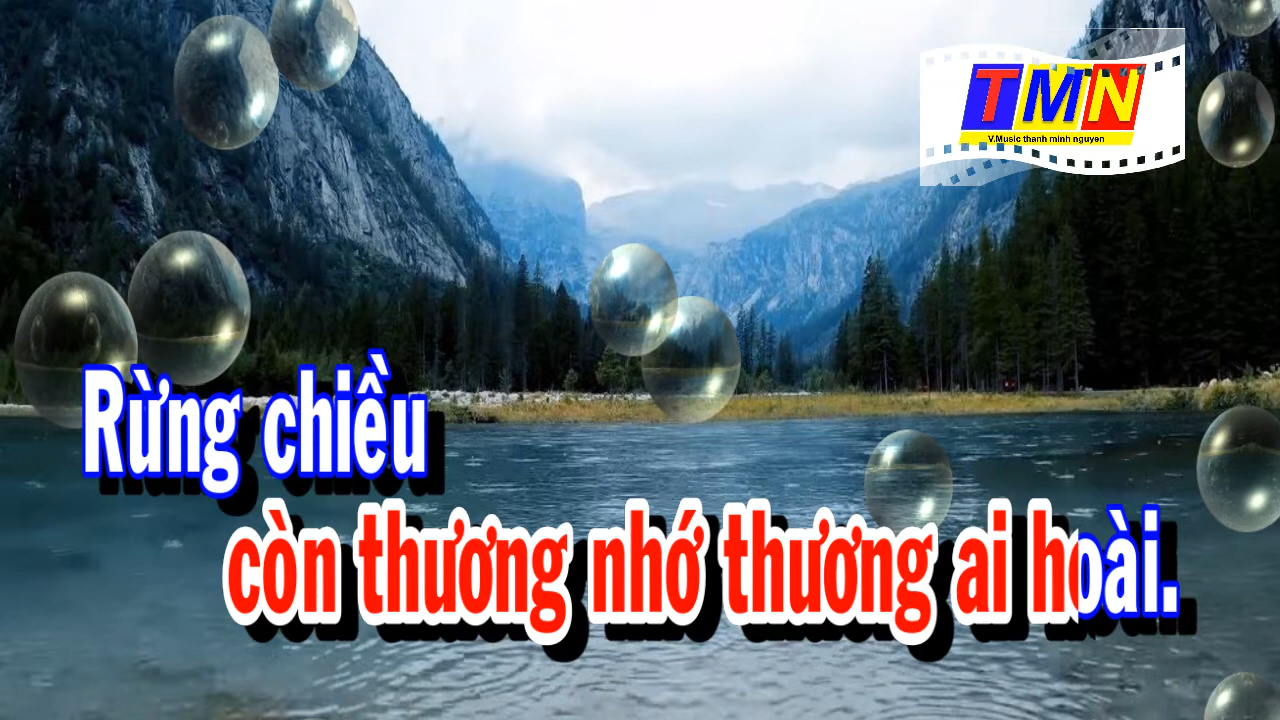 TMN
V.Music thanh minh nguyen
Rừng chiều
còn thương nhớ thương ai hoài.